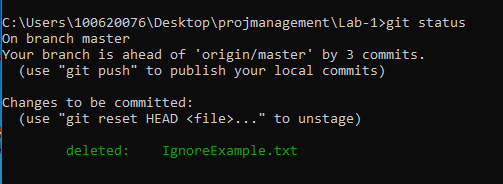 C:\Users\100620076\Desktop\projmanagement\Lab-1>git status
On branch master
Your branch is ahead of 'origin/master' by 3 commits.
  (use "git push" to publish your local commits)

Changes to be committed:
  (use "git reset HEAD <file>..." to unstage)

        deleted:    IgnoreExample.txt